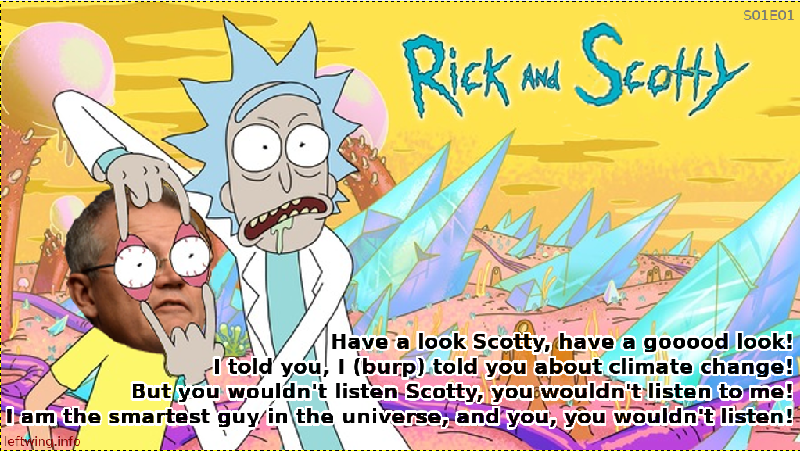 S01E01
Rick and Scotty
Have a look Scotty, have a gooood look!
I told you, I (burp) told you about climate change!
But you wouldn't listen Scotty, you wouldn't listen to me!
I am the smartest guy in the universe, and you, you wouldn't listen!
leftwing.info